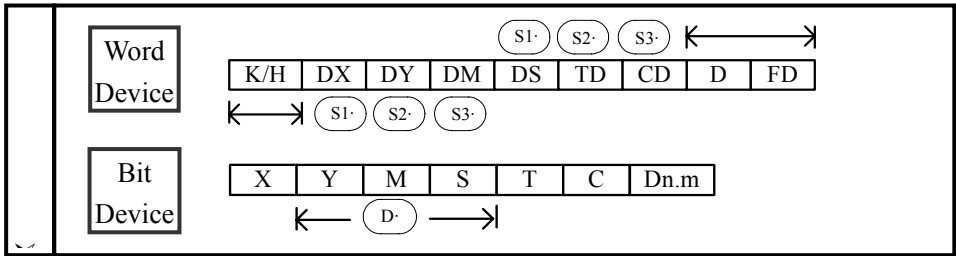 Word
Device
S1· S2· S3·
K/H DX DY DM DS TD CD D FD
S1· S2· S3·
Bit
Device
X Y M S T C Dn.m
D·